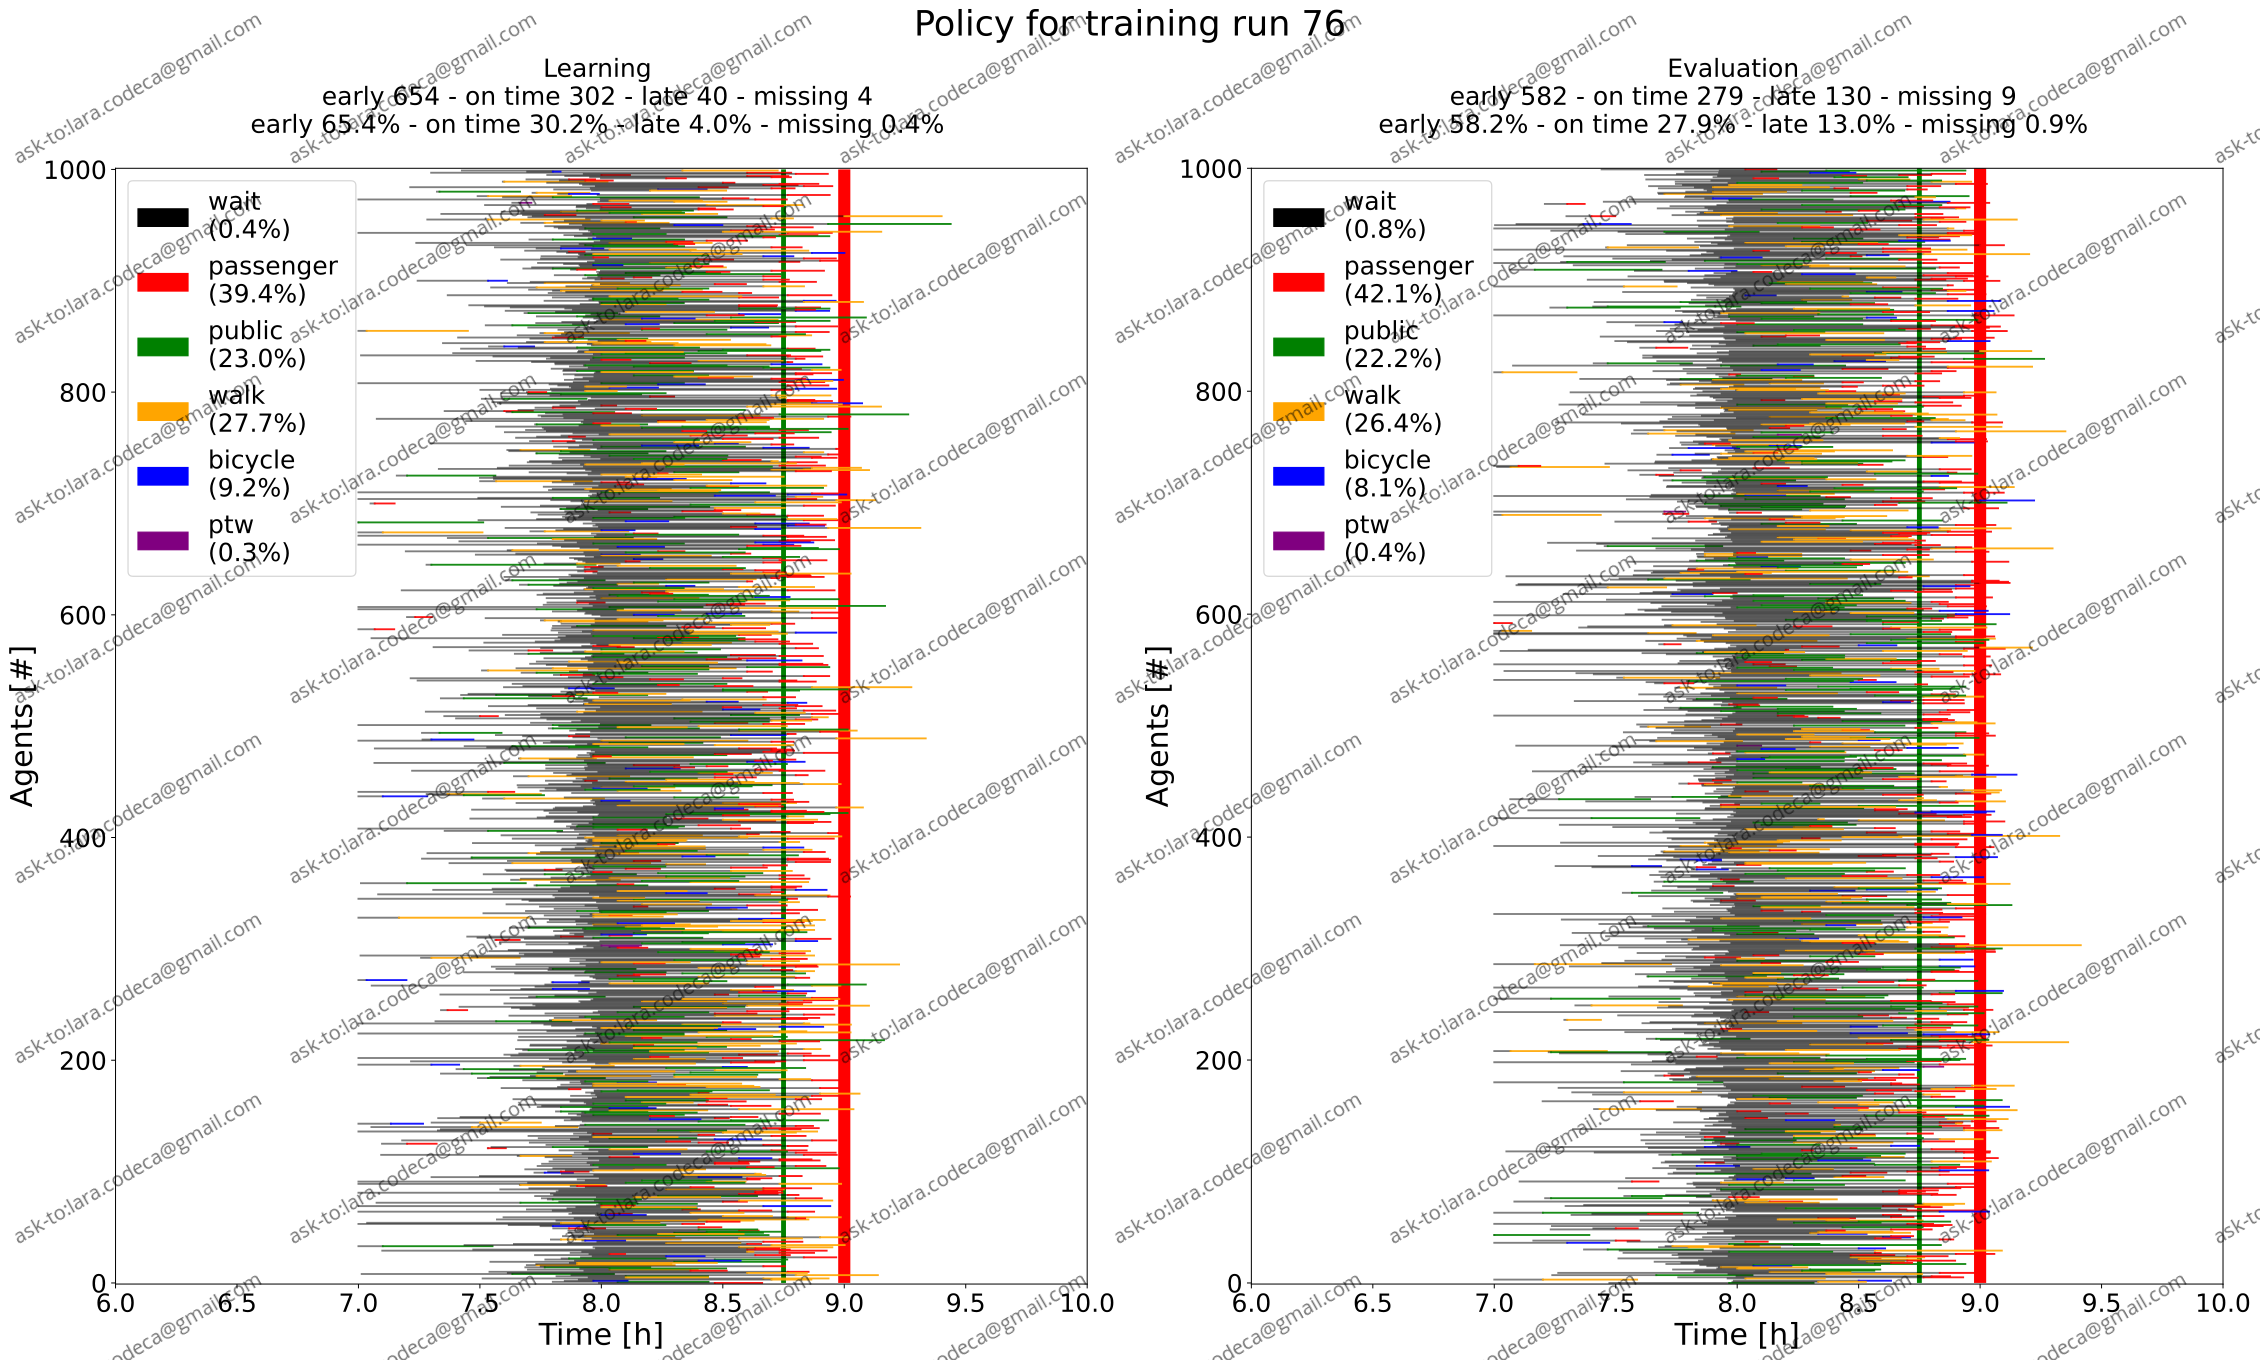 Policy for training run 76
Learning
early 654 - on time 302 - late 40 - missing 4
early 65.4% - on time 30.2% - late 4.0% - missing 0.4%
1000
800
600
400
200
0
Agents [#]
wait
(0.4%)
passenger
(39.4%)
public
(23.0%)
walk
(27.7%)
bicycle
(9.2%)
ptw
(0.3%)
6.0 6.5 7.0 7.5 8.0 8.5 9.0 9.5 10.0
Time [h]
Evaluation
early 582 - on time 279 - late 130 - missing 9
early 58.2% - on time 27.9% - late 13.0% - missing 0.9%
1000
800
600
400
200
0
Agents [#]
wait
(0.8%)
passenger
(42.1%)
public
(22.2%)
walk
(26.4%)
bicycle
(8.1%)
ptw
(0.4%)
6.0 6.5 7.0 7.5 8.0 8.5 9.0 9.5 10.0
Time [h]
ask-to:lara.codeca@gmail.com